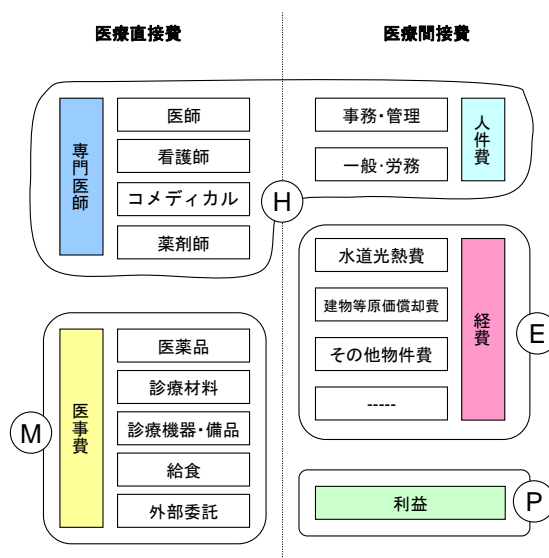 医療直接費
医療間接費
専門医師
医師
看護師
コメディカル
薬剤師
事務・管理
一般・労務
人件費
H
水道光熱費
建物等原価償却費
その他物件費
-----
経費
E
医事費
医薬品
診療材料
診療機器・備品
給食
外部委託
M
利益
P